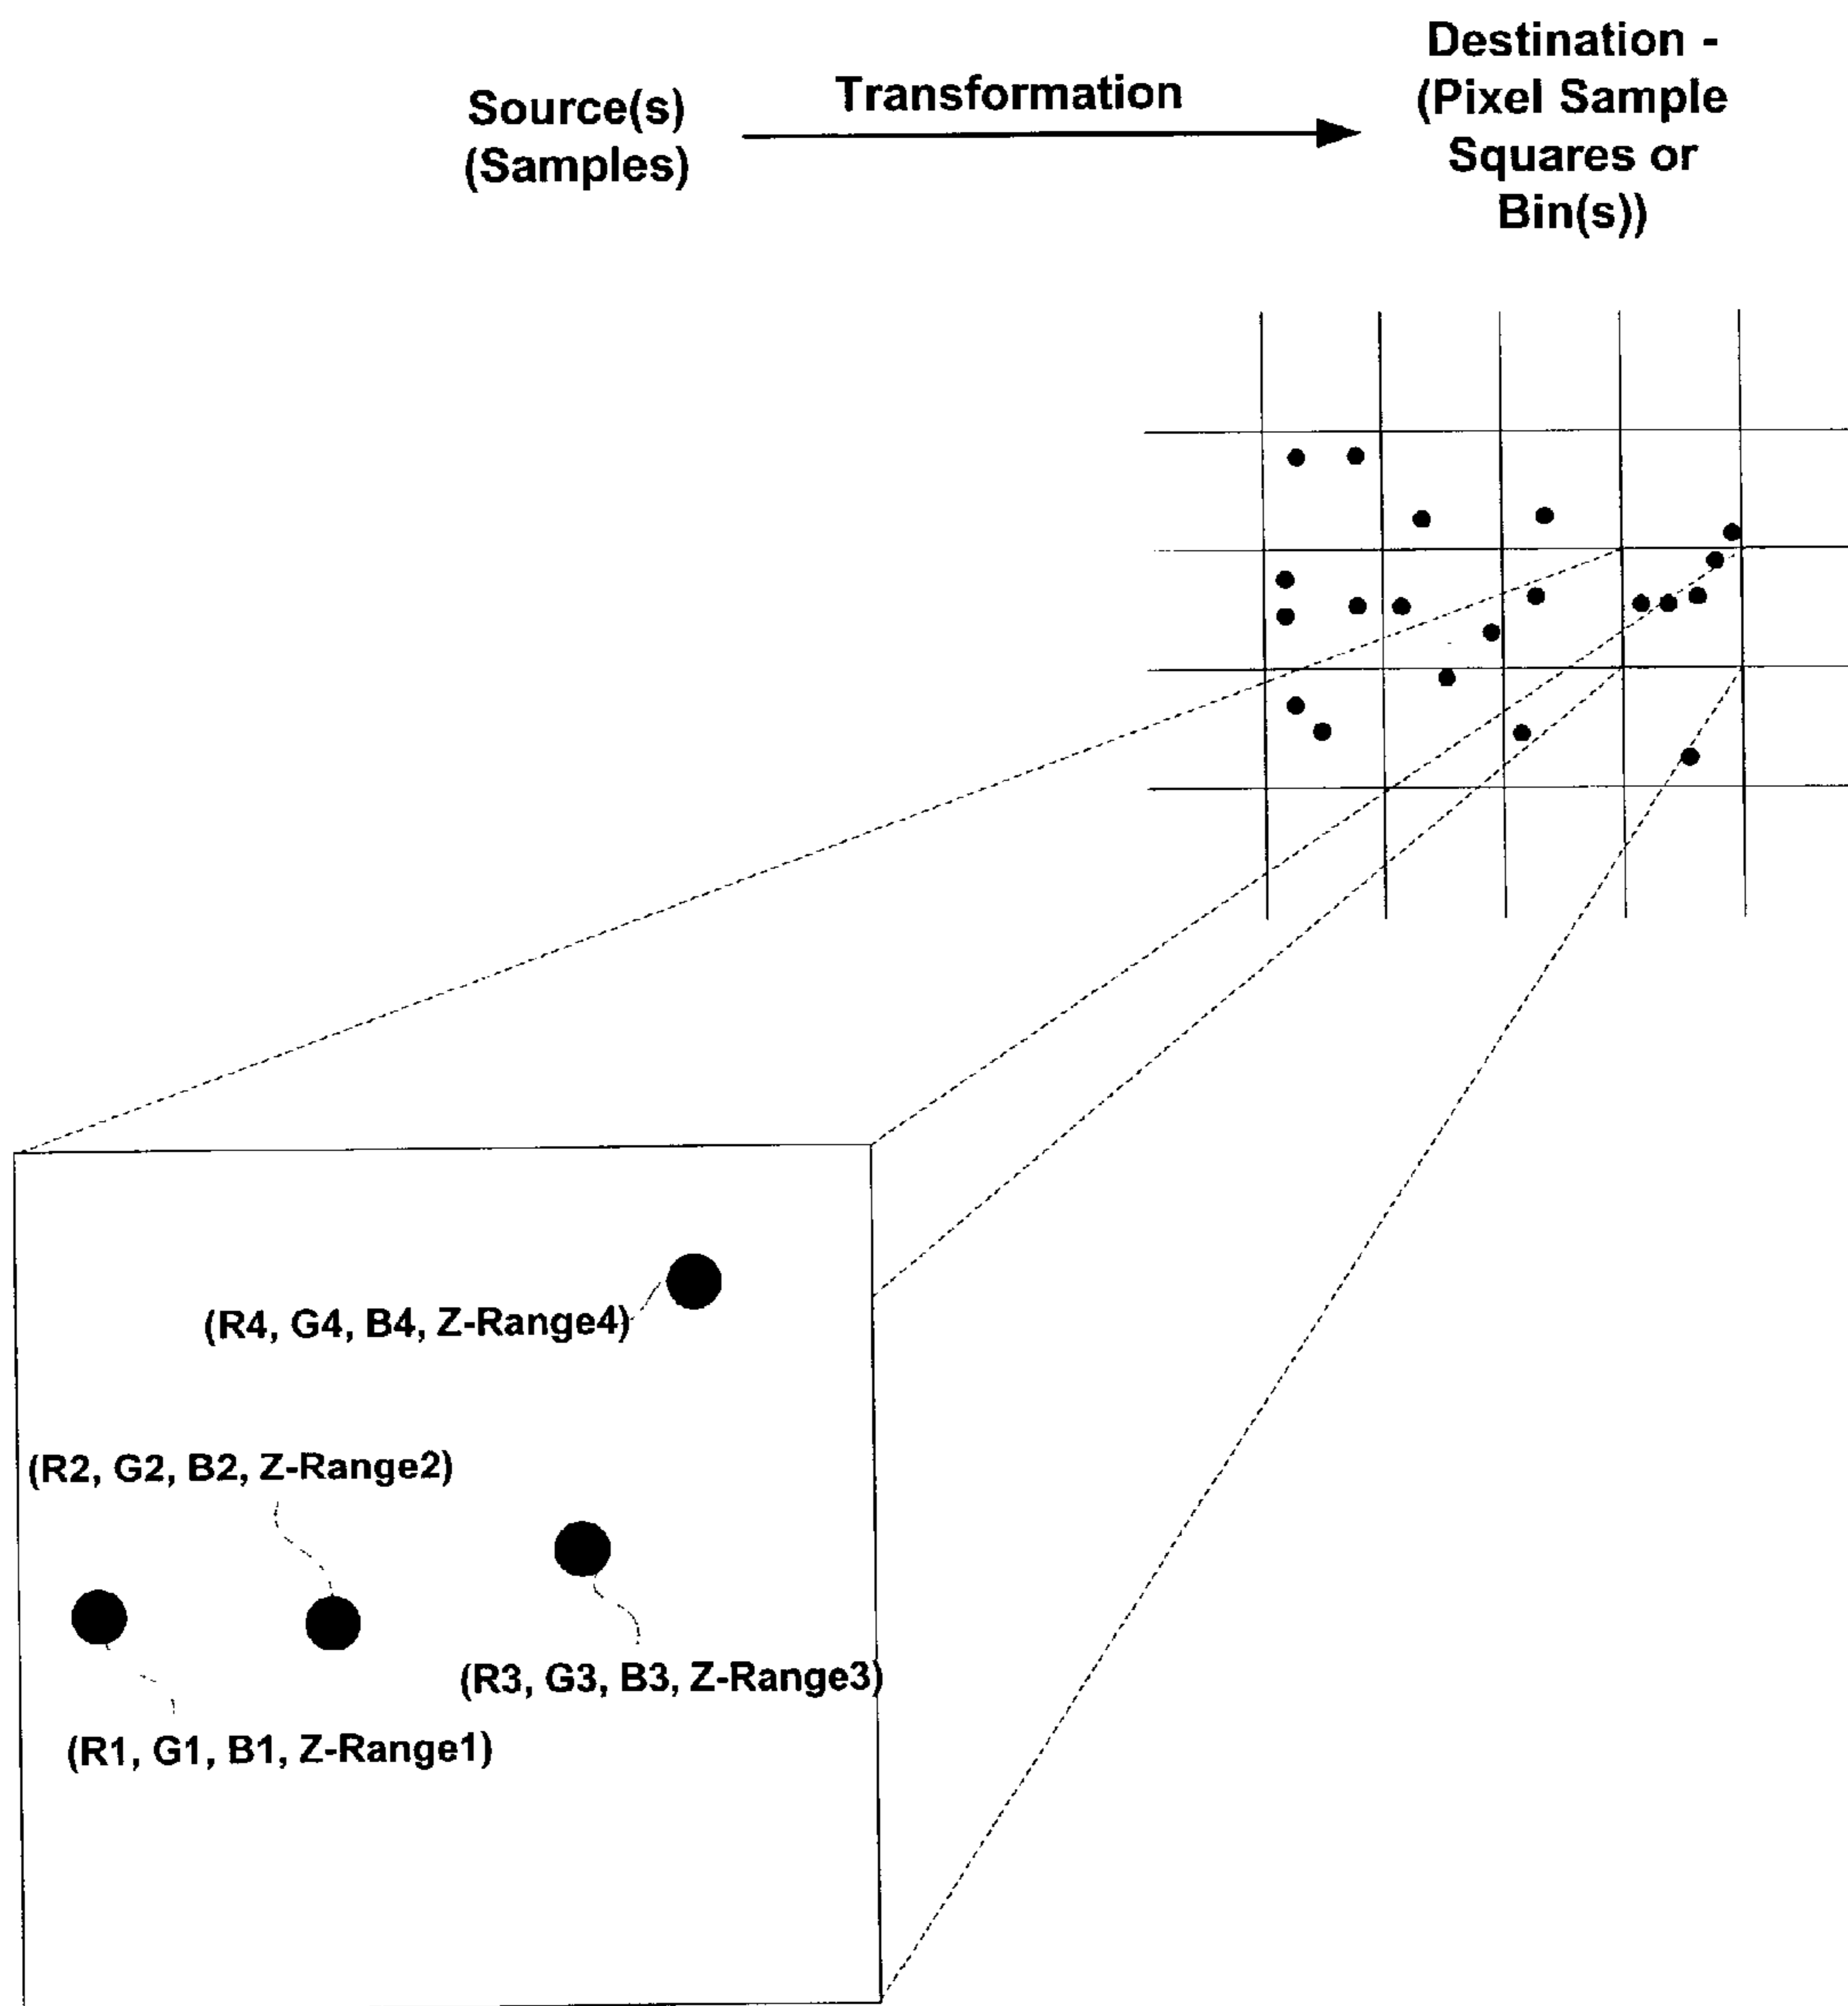 Source(s)
(Samples)
Transformation
Destination -
(Pixel Sample
Squares or
Bin(s))
(R4, G4, B4, Z-Range4)
(R2, G2, B2, Z-Range2)
(R3, G3, B3, Z-Range3)
(R1, G1, B1, Z-Range1)